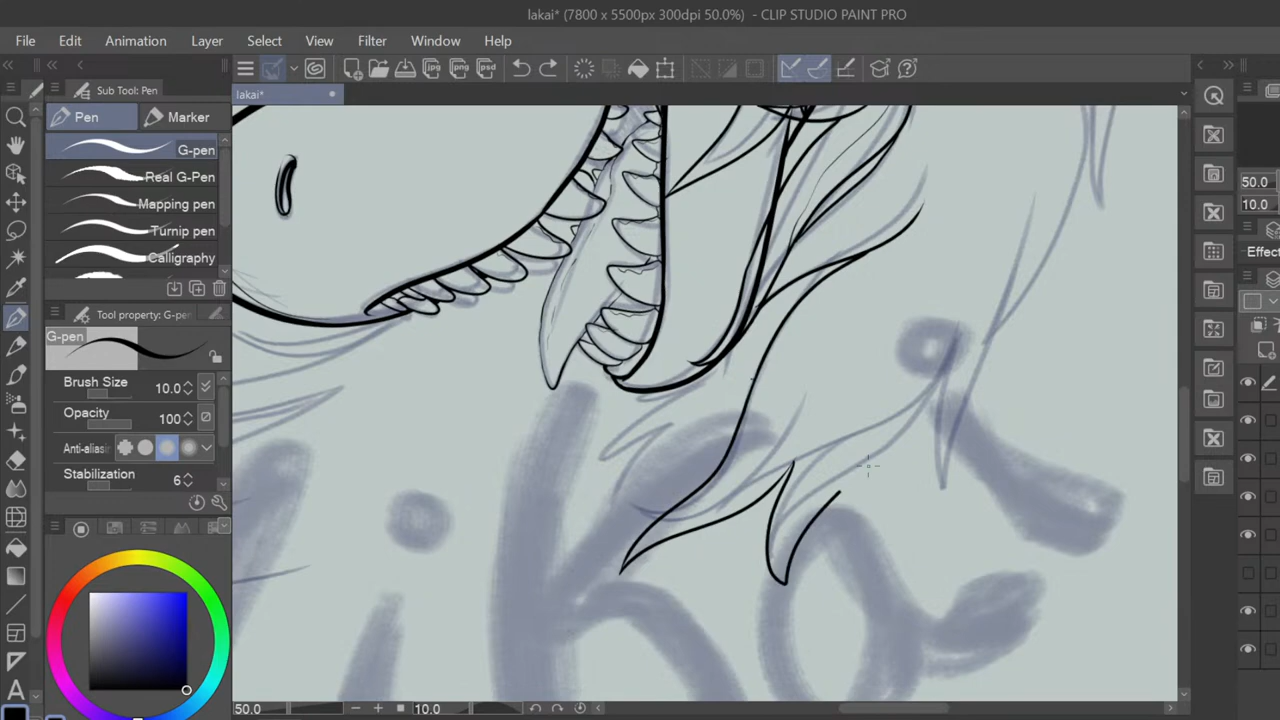 lakai* (7800 x 5500px 300dpi 50.0%) - CLIP STUDIO PAINT PRO
File Edit Animation Layer Select View Filter Window Help
Sub Tool: Pen
lakai*
Pen Marker
G-pen
Real G-Pen
Mapping pen
Turnip pen
Calligraphy
50.0
10.0
Effect
Tool property: G-pen
G-pen
Brush Size 10.0
Opacity 100
Anti-aliasin
Stabilization 6
50.0 10.0